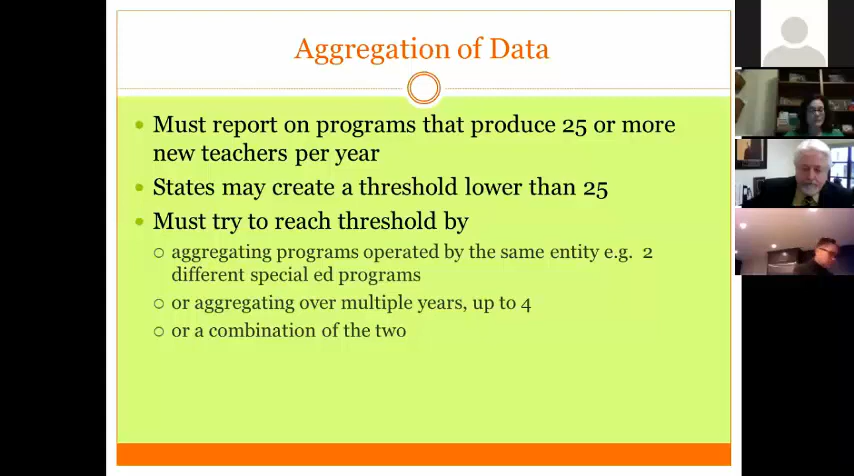 Aggregation of Data
Must report on programs that produce 25 or more
new teachers per year
States may create a threshold lower than 25
Must try to reach threshold by
aggregating programs operated by the same entity e.g. 2
different special ed programs
or aggregating over multiple years, up to 4
or a combination of the two